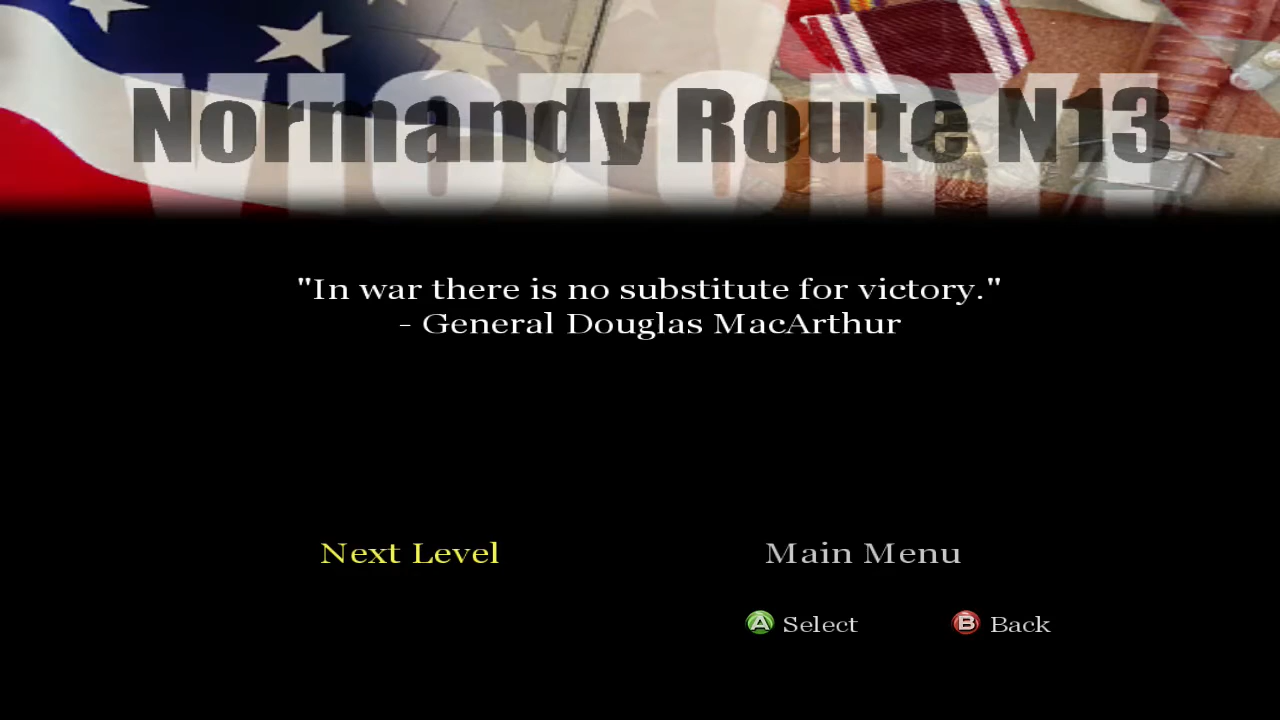 VICTORY!
Normandy Route N13
"In war there is no substitute for victory."
- General Douglas MacArthur
Next Level
Main Menu
A Select
B Back